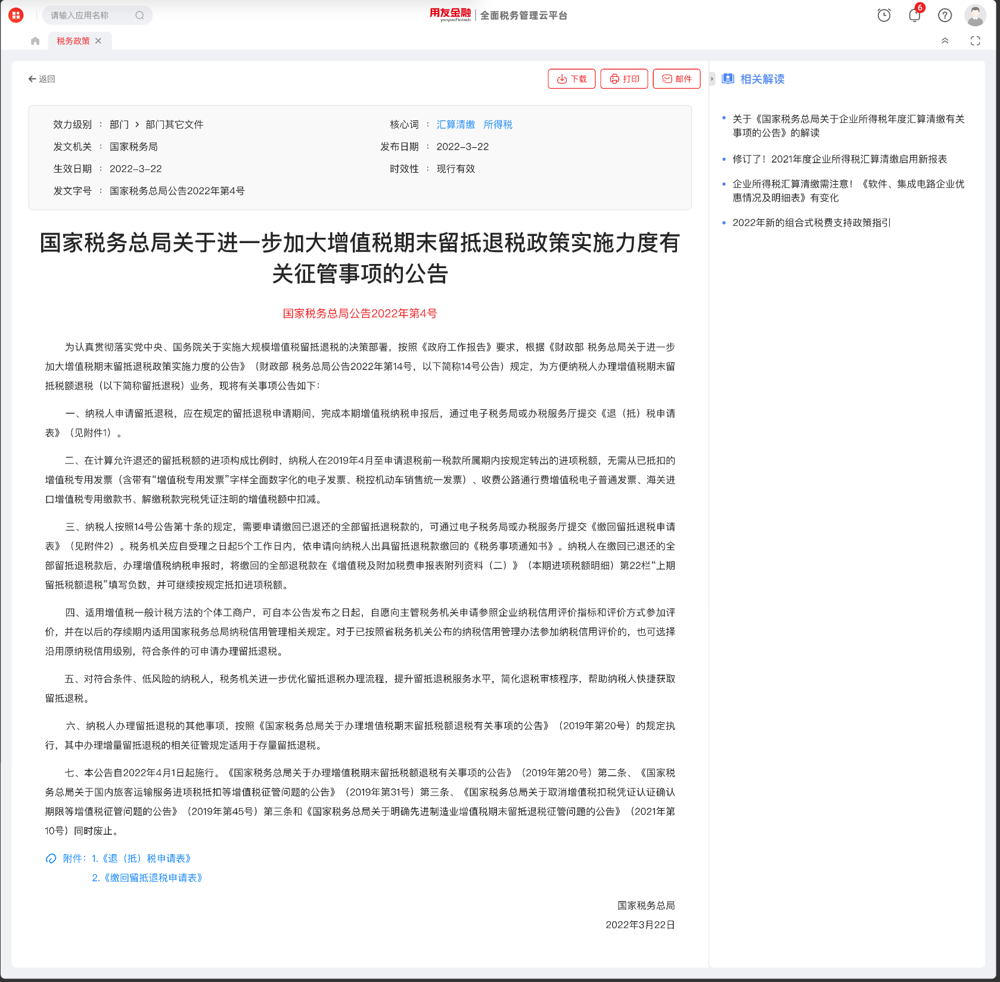 请输入应用名称
用友金融 全面税务管理云平台
yonyouFintech
6
税务政策
返回
下载 打印 邮件
相关解读
效力级别 : 部门 > 部门其它文件 核心词 : 汇算清缴 所得税
发文机关 : 国家税务局 发布日期 : 2022-3-22
生效日期 : 2022-3-22 时效性 : 现行有效
发文字号 : 国家税务总局公告2022年第4号
国家税务总局关于进一步加大增值税期末留抵退税政策实施力度有
关征管事项的公告
国家税务总局公告2022年第4号
为认真贯彻落实党中央、国务院关于实施大规模增值税留抵退税的决策部署，按照《政府工作报告》要求，根据《财政部 税务总局关于进一步
加大增值税期末留抵退税政策实施力度的公告》（财政部 税务总局公告2022年第14号，以下简称14号公告）规定，为方便纳税人办理增值税期末留
抵税额退税（以下简称留抵退税）业务，现将有关事项公告如下：
一、纳税人申请留抵退税，应在规定的留抵退税申请期间，完成本期增值税纳税申报后，通过电子税务局或办税服务厅提交《退（抵）税申请
表》（见附件1）。
二、在计算允许退还的留抵税额的进项构成比例时，纳税人在2019年4月至申请退税前一税款所属期内按规定转出的进项税额，无需从已抵扣的
增值税专用发票（含带有“增值税专用发票”字样全面数字化的电子发票、税控机动车销售统一发票）、收费公路通行费增值税电子普通发票、海关进
口增值税专用缴款书、解缴税款完税凭证注明的增值税额中扣减。
三、纳税人按照14号公告第十条的规定，需要申请缴回已退还的全部留抵退税款的，可通过电子税务局或办税服务厅提交《缴回留抵退税申请
表》（见附件2）。税务机关应自受理之日起5个工作日内，依申请向纳税人出具留抵退税款缴回的《税务事项通知书》。纳税人在缴回已退还的全
部留抵退税款后，办理增值税纳税申报时，将缴回的全部退税款在《增值税及附加税费申报表附列资料（二）》（本期进项税额明细）第22栏“上期
留抵税额退税”填写负数，并可继续按规定抵扣进项税额。
四、适用增值税一般计税方法的个体工商户，可自本公告发布之日起，自愿向主管税务机关申请参照企业纳税信用评价指标和评价方式参加评
价，并在以后的存续期内适用国家税务总局纳税信用管理相关规定。对于已按照省税务机关公布的纳税信用管理办法参加纳税信用评价的，也可选择
沿用原纳税信用级别，符合条件的可申请办理留抵退税。
五、对符合条件、低风险的纳税人，税务机关进一步优化留抵退税办理流程，提升留抵退税服务水平，简化退税审核程序，帮助纳税人快捷获取
留抵退税。
六、纳税人办理留抵退税的其他事项，按照《国家税务总局关于办理增值税期末留抵税额退税有关事项的公告》（2019年第20号）的规定执
行，其中办理增量留抵退税的相关征管规定适用于存量留抵退税。
七、本公告自2022年4月1日起施行。《国家税务总局关于办理增值税期末留抵税额退税有关事项的公告》（2019年第20号）第二条、《国家税
务总局关于国内旅客运输服务进项税抵扣等增值税征管问题的公告》（2019年第31号）第三条、《国家税务总局关于取消增值税扣税凭证认证确认
期限等增值税征管问题的公告》（2019年第45号）第三条和《国家税务总局关于明确先进制造业增值税期末留抵退税征管问题的公告》（2021年第
10号）同时废止。
附件：1.《退（抵）税申请表》
2.《缴回留抵退税申请表》
国家税务总局
2022年3月22日
关于《国家税务总局关于企业所得税年度汇算清缴有关
事项的公告》的解读
修订了！2021年度企业所得税汇算清缴启用新报表
企业所得税汇算清缴需注意！《软件、集成电路企业优
惠情况及明细表》有变化
2022年新的组合式税费支持政策指引